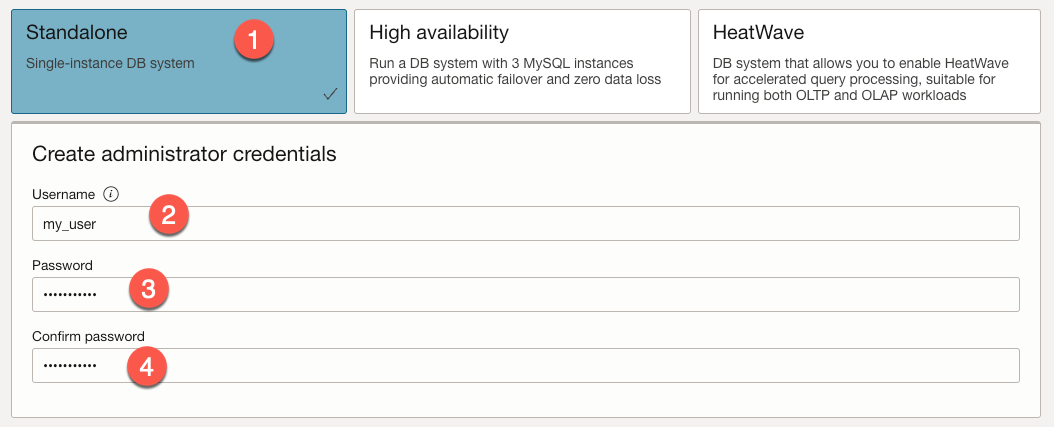 Standalone
1
Single-instance DB system
High availability
Run a DB system with 3 MySQL instances
providing automatic failover and zero data loss
HeatWave
DB system that allows you to enable HeatWave
for accelerated query processing, suitable for
running both OLTP and OLAP workloads
Create administrator credentials
Username i
2
my_user
Password
3
•••••••••••
Confirm password
4
•••••••••••